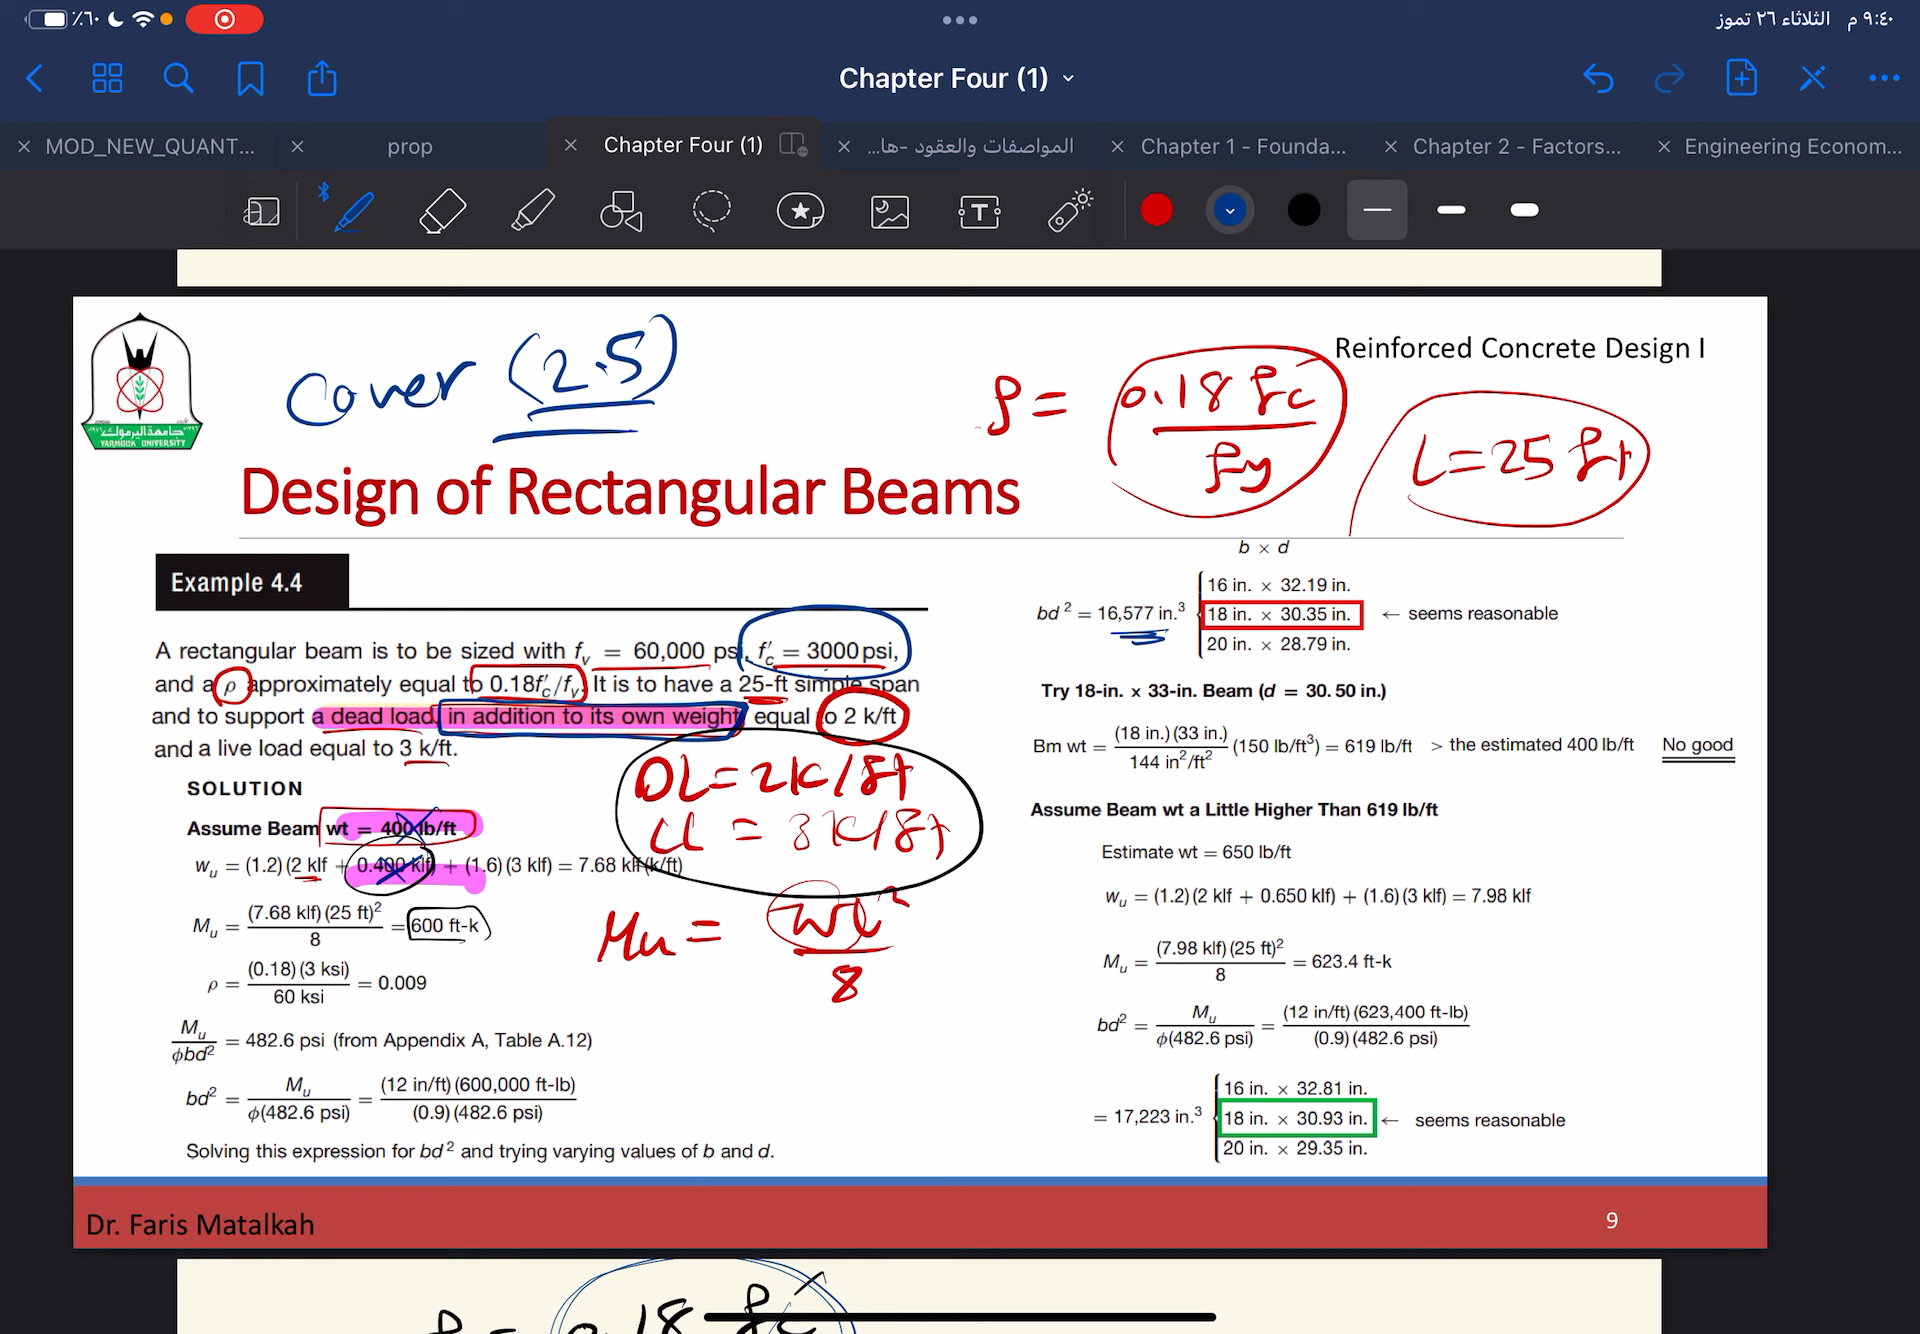 ٪٦٠
٩:٤٠ م الثلاثاء ٢٦ تموز
Chapter Four (1)
MOD_NEW_QUANT...
prop
Chapter Four (1)
المواصفات والعقود -ها...
Chapter 1 - Founda...
Chapter 2 - Factors...
Engineering Econom...
T
جامعة اليرموك
YARMOUK UNIVERSITY
Cover (2.5)
ρ = 0.18 fc' / fy
Reinforced Concrete Design I
L = 25 ft
Design of Rectangular Beams
Example 4.4
A rectangular beam is to be sized with fy = 60,000 psi, f′c = 3000 psi,
and a ρ approximately equal to 0.18f′c/fy. It is to have a 25-ft simple span
and to support a dead load, in addition to its own weight, equal to 2 k/ft
and a live load equal to 3 k/ft.
DL = 2k/ft
LL = 3k/ft
SOLUTION
Assume Beam wt = 400 lb/ft
wu = (1.2)(2 klf + 0.400 klf) + (1.6)(3 klf) = 7.68 klf (k/ft)
Mu = (7.68 klf)(25 ft)² / 8 = 600 ft-k
Mu = wl² / 8
ρ = (0.18)(3 ksi) / 60 ksi = 0.009
Mu / ϕbd² = 482.6 psi (from Appendix A, Table A.12)
bd² = Mu / ϕ(482.6 psi) = (12 in/ft)(600,000 ft-lb) / (0.9)(482.6 psi)
Solving this expression for bd² and trying varying values of b and d.
b × d
16 in. × 32.19 in.
bd² = 16,577 in.³ 18 in. × 30.35 in. ← seems reasonable
20 in. × 28.79 in.
Try 18-in. × 33-in. Beam (d = 30.50 in.)
Bm wt = (18 in.)(33 in.) / 144 in²/ft² (150 lb/ft³) = 619 lb/ft > the estimated 400 lb/ft No good
Assume Beam wt a Little Higher Than 619 lb/ft
Estimate wt = 650 lb/ft
wu = (1.2)(2 klf + 0.650 klf) + (1.6)(3 klf) = 7.98 klf
Mu = (7.98 klf)(25 ft)² / 8 = 623.4 ft-k
bd² = Mu / ϕ(482.6 psi) = (12 in/ft)(623,400 ft-lb) / (0.9)(482.6 psi)
16 in. × 32.81 in.
= 17,223 in.³ 18 in. × 30.93 in. ← seems reasonable
20 in. × 29.35 in.
Dr. Faris Matalkah
9
ρ = 0.18 fc'